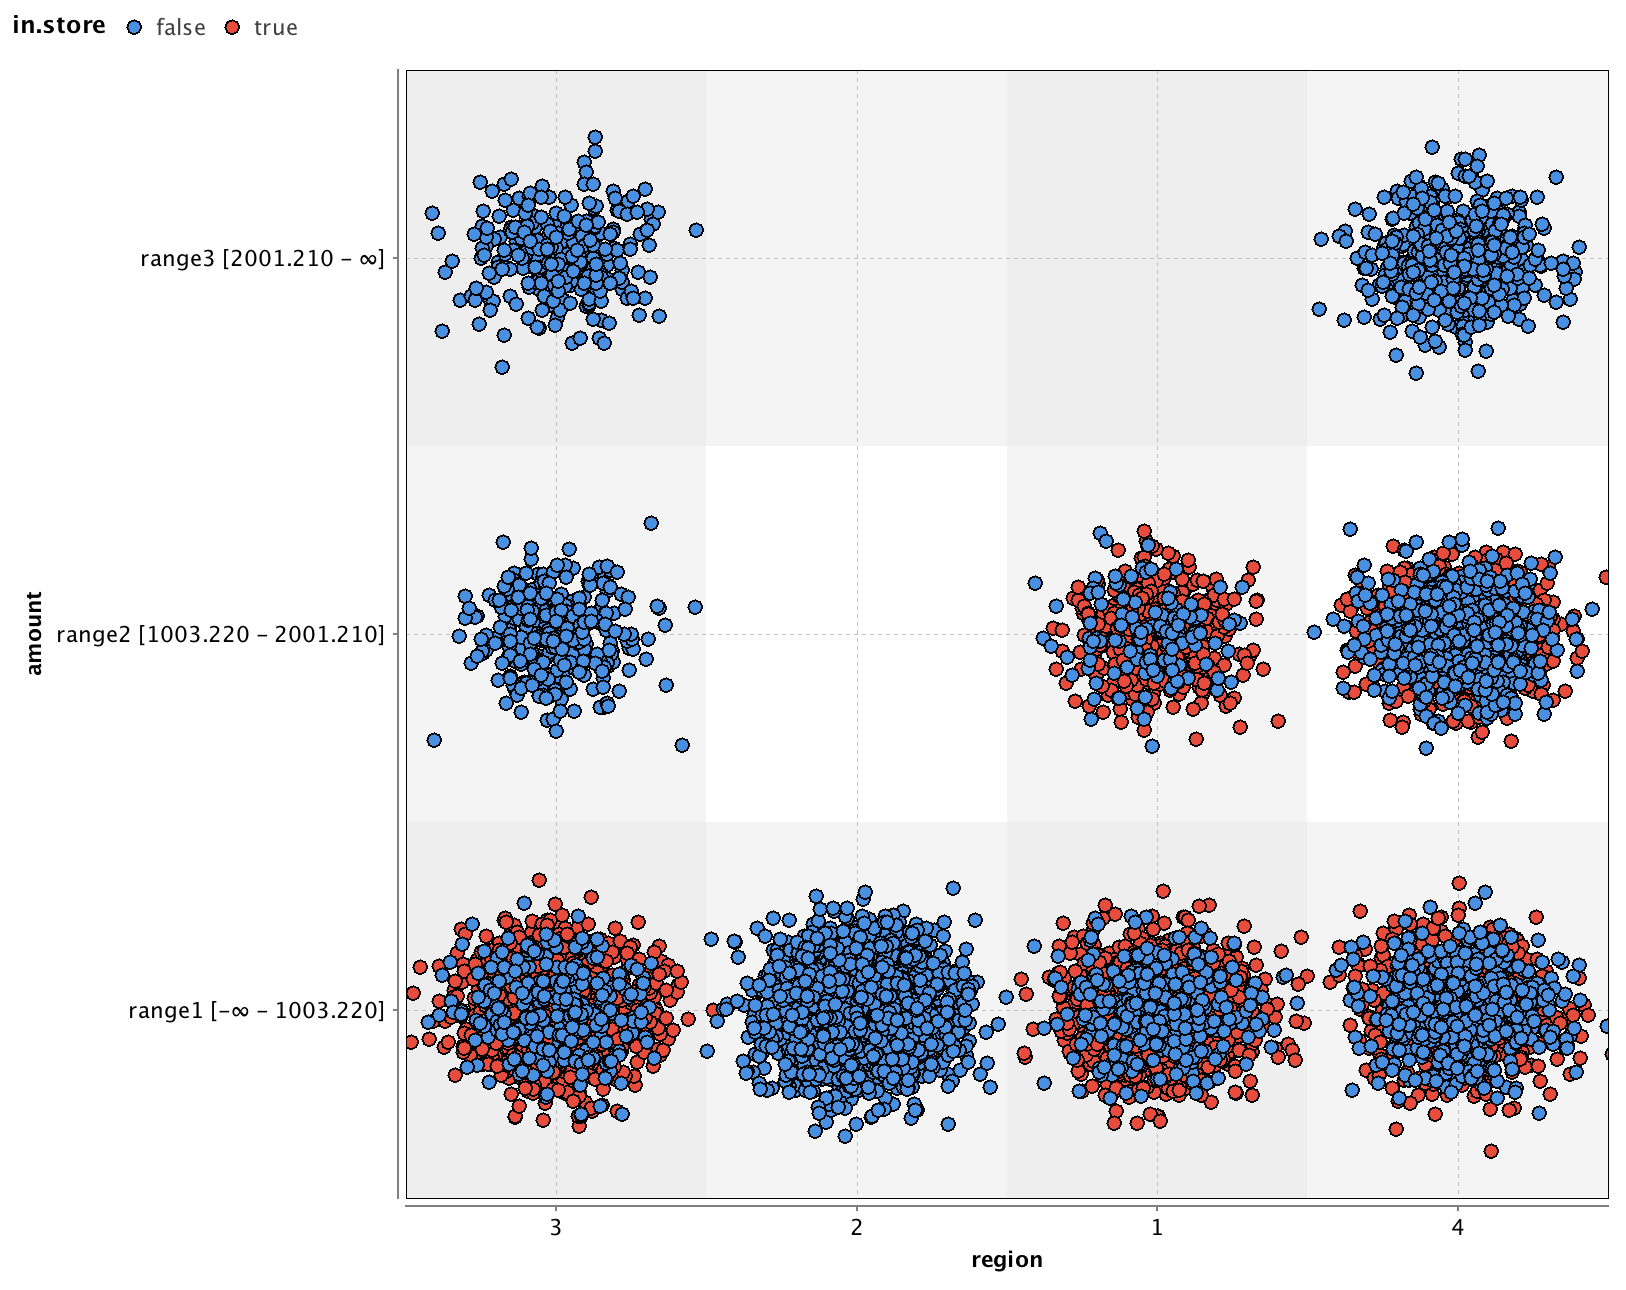 in.store false true
range3 [2001.210 – ∞]
range2 [1003.220 – 2001.210]
range1 [-∞ – 1003.220]
amount
3 2 1 4
region